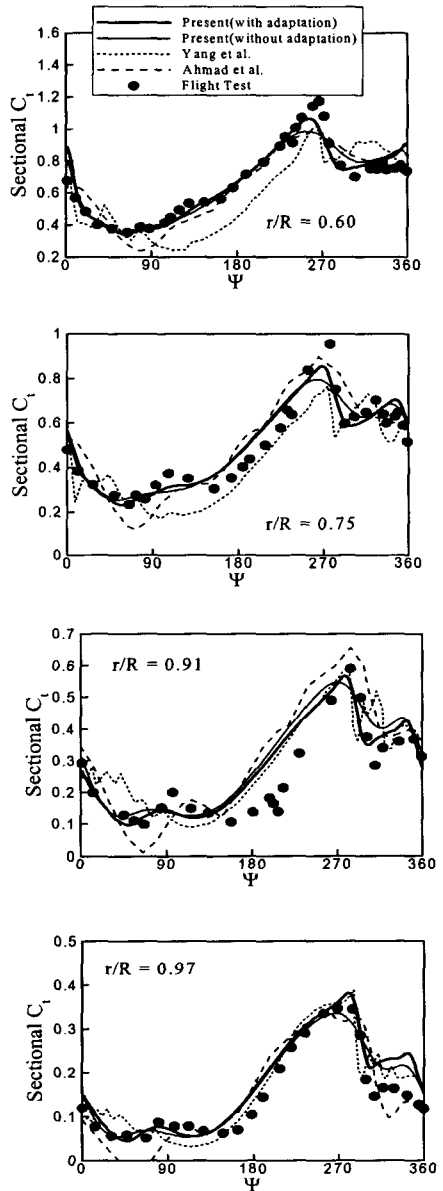 Present(with adaptation)
Present(without adaptation)
Yang et al.
Ahmad et al.
Flight Test
Sectional Ct
1.6
1.4
1.2
1.0
0.8
0.6
0.4
0.2
r/R = 0.60
0 90 180 270 360
Ψ
Sectional Ct
1
0.8
0.6
0.4
0.2
0
r/R = 0.75
0 90 180 270 360
Ψ
Sectional Ct
0.7
0.6
0.5
0.4
0.3
0.2
0.1
0
r/R = 0.91
0 90 180 270 360
Ψ
Sectional Ct
0.5
0.4
0.3
0.2
0.1
0
r/R = 0.97
0 90 180 270 360
Ψ